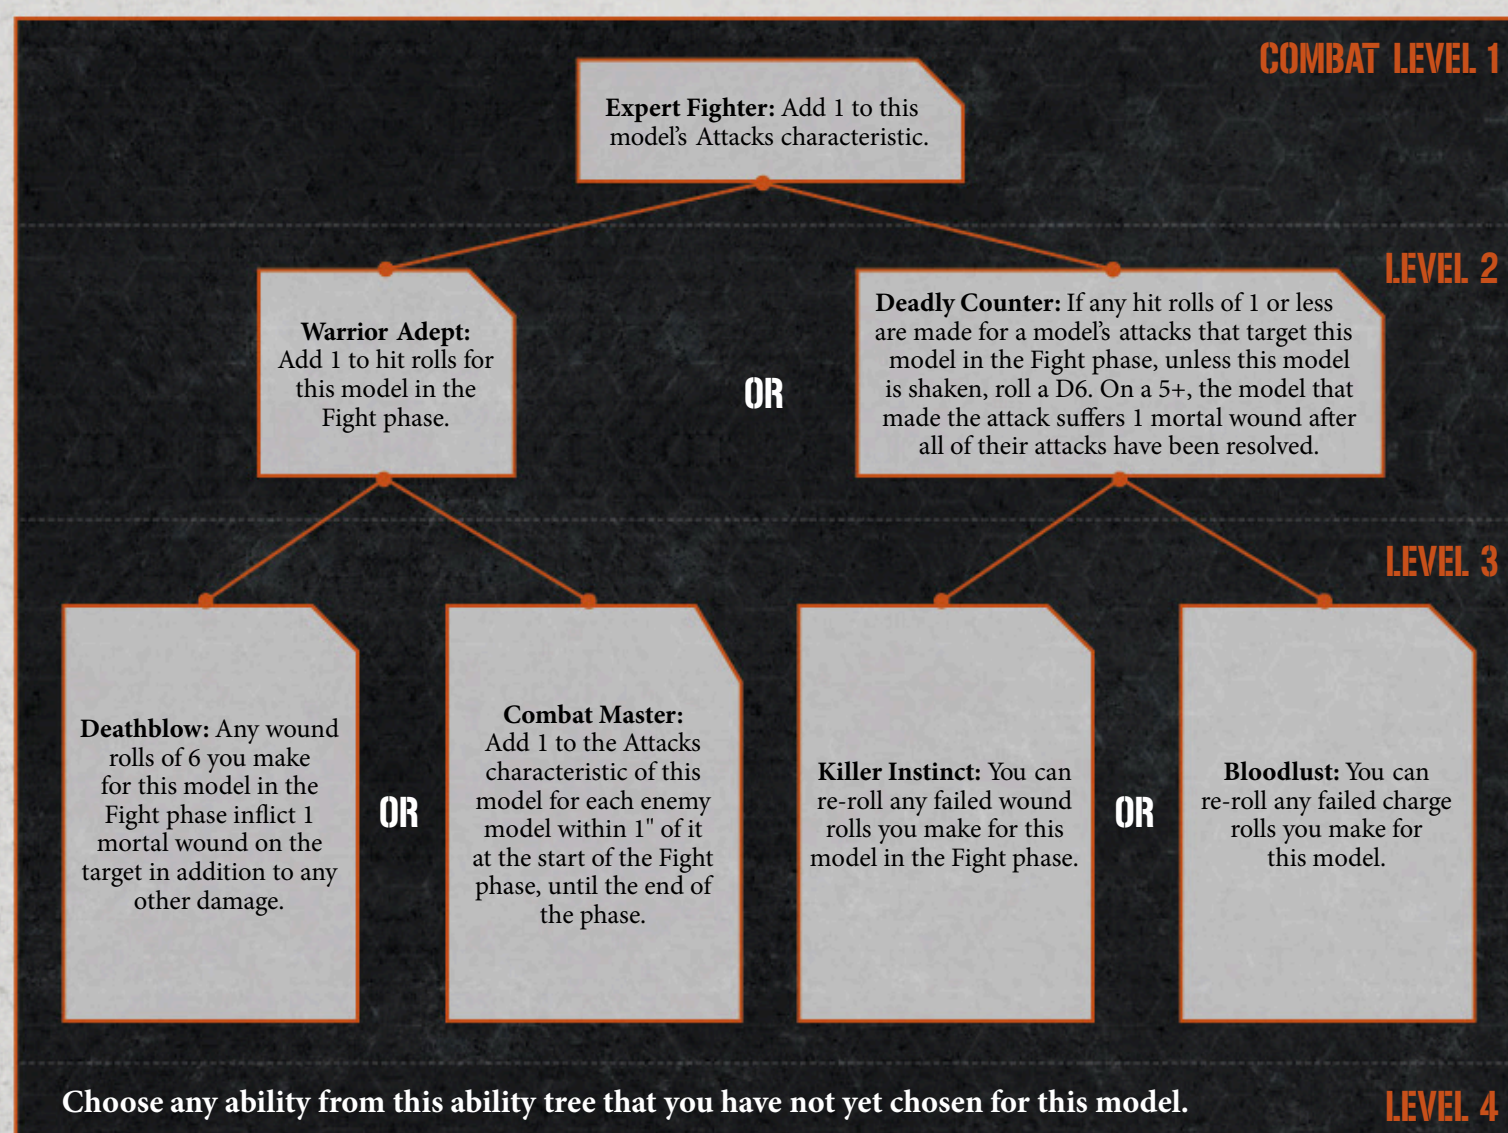 COMBAT LEVEL 1
Expert Fighter: Add 1 to this
model's Attacks characteristic.
LEVEL 2
Warrior Adept:
Add 1 to hit rolls for
this model in the
Fight phase.
OR
Deadly Counter: If any hit rolls of 1 or less
are made for a model's attacks that target this
model in the Fight phase, unless this model
is shaken, roll a D6. On a 5+, the model that
made the attack suffers 1 mortal wound after
all of their attacks have been resolved.
LEVEL 3
Deathblow: Any wound
rolls of 6 you make
for this model in the
Fight phase inflict 1
mortal wound on the
target in addition to any
other damage.
OR
Combat Master:
Add 1 to the Attacks
characteristic of this
model for each enemy
model within 1" of it
at the start of the Fight
phase, until the end of
the phase.
Killer Instinct: You can
re-roll any failed wound
rolls you make for this
model in the Fight phase.
OR
Bloodlust: You can
re-roll any failed charge
rolls you make for
this model.
Choose any ability from this ability tree that you have not yet chosen for this model.
LEVEL 4